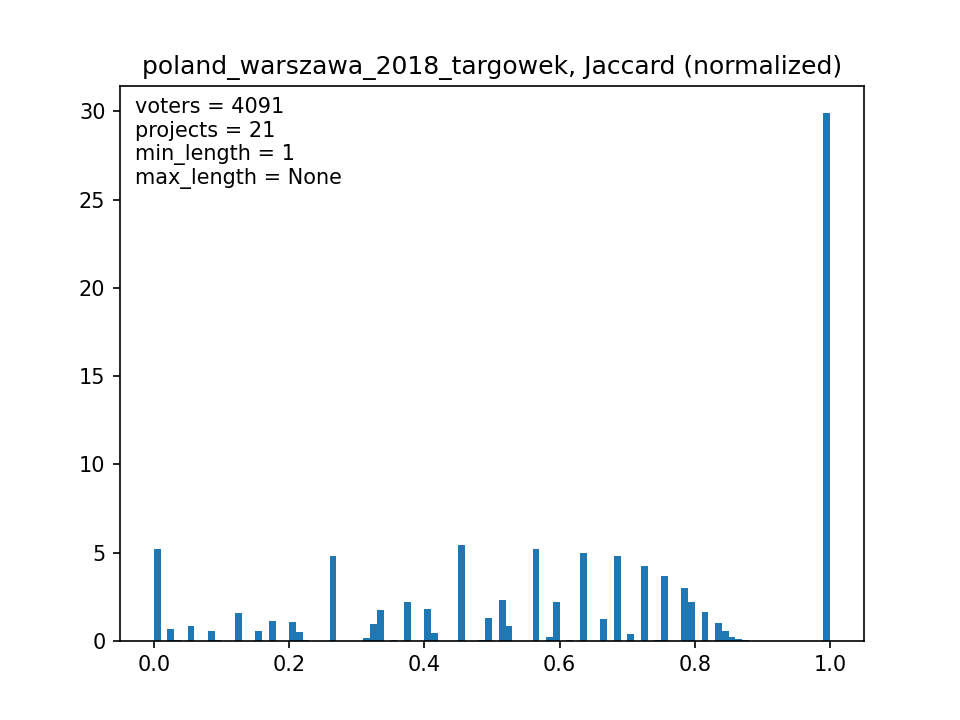 poland_warszawa_2018_targowek, Jaccard (normalized)
voters = 4091
projects = 21
min_length = 1
max_length = None
30
25
20
15
10
5
0
0.0 0.2 0.4 0.6 0.8 1.0